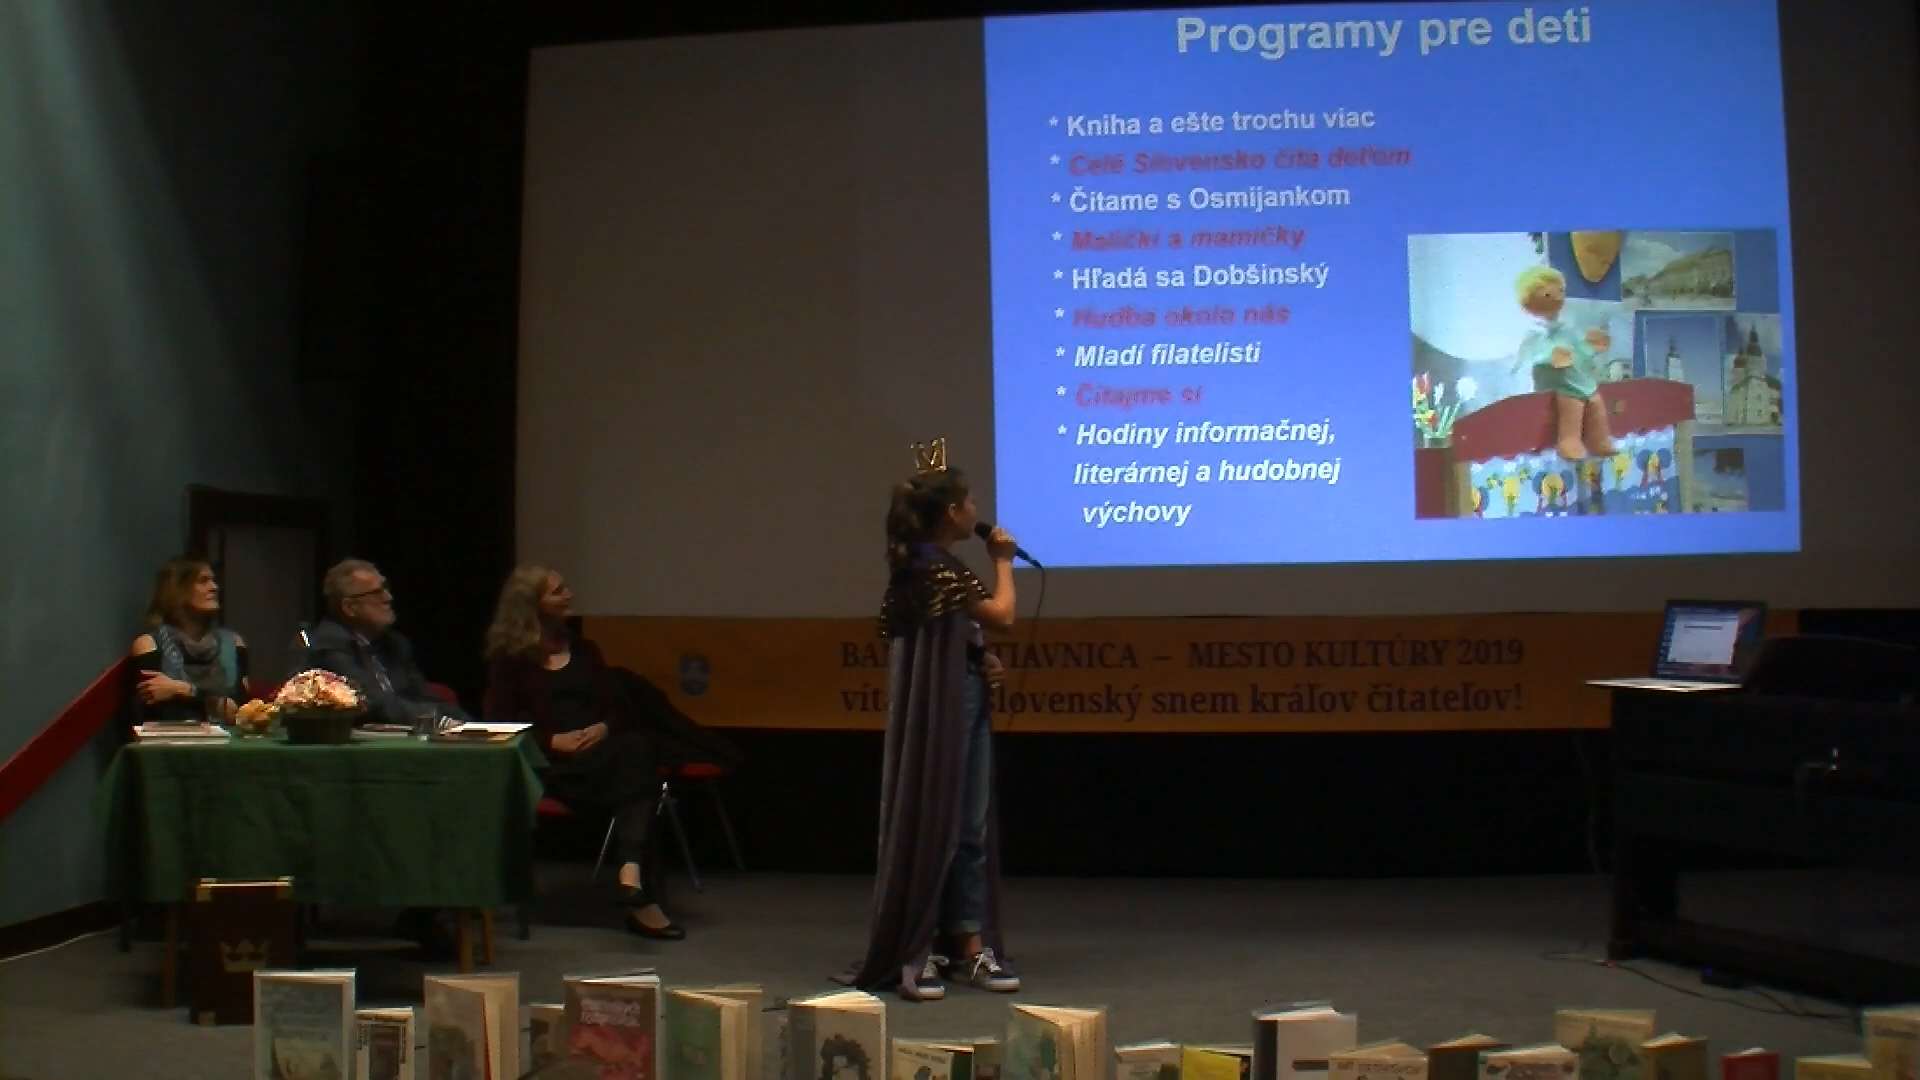 Programy pre deti
* Kniha a ešte trochu viac
* Celé Slovensko číta deťom
* Čítame s Osmijankom
* Maličkí a mamičky
* Hľadá sa Dobšinský
* Hudba okolo nás
* Mladí filatelisti
* Čítajme si
* Hodiny informačnej,
literárnej a hudobnej
výchovy
TIAVNICA – MESTO KULTÚRY 2019
slovenský snem kráľov čitateľov!